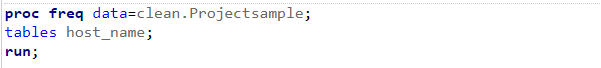 proc freq data=clean.Projectsample;
tables host_name;
run;